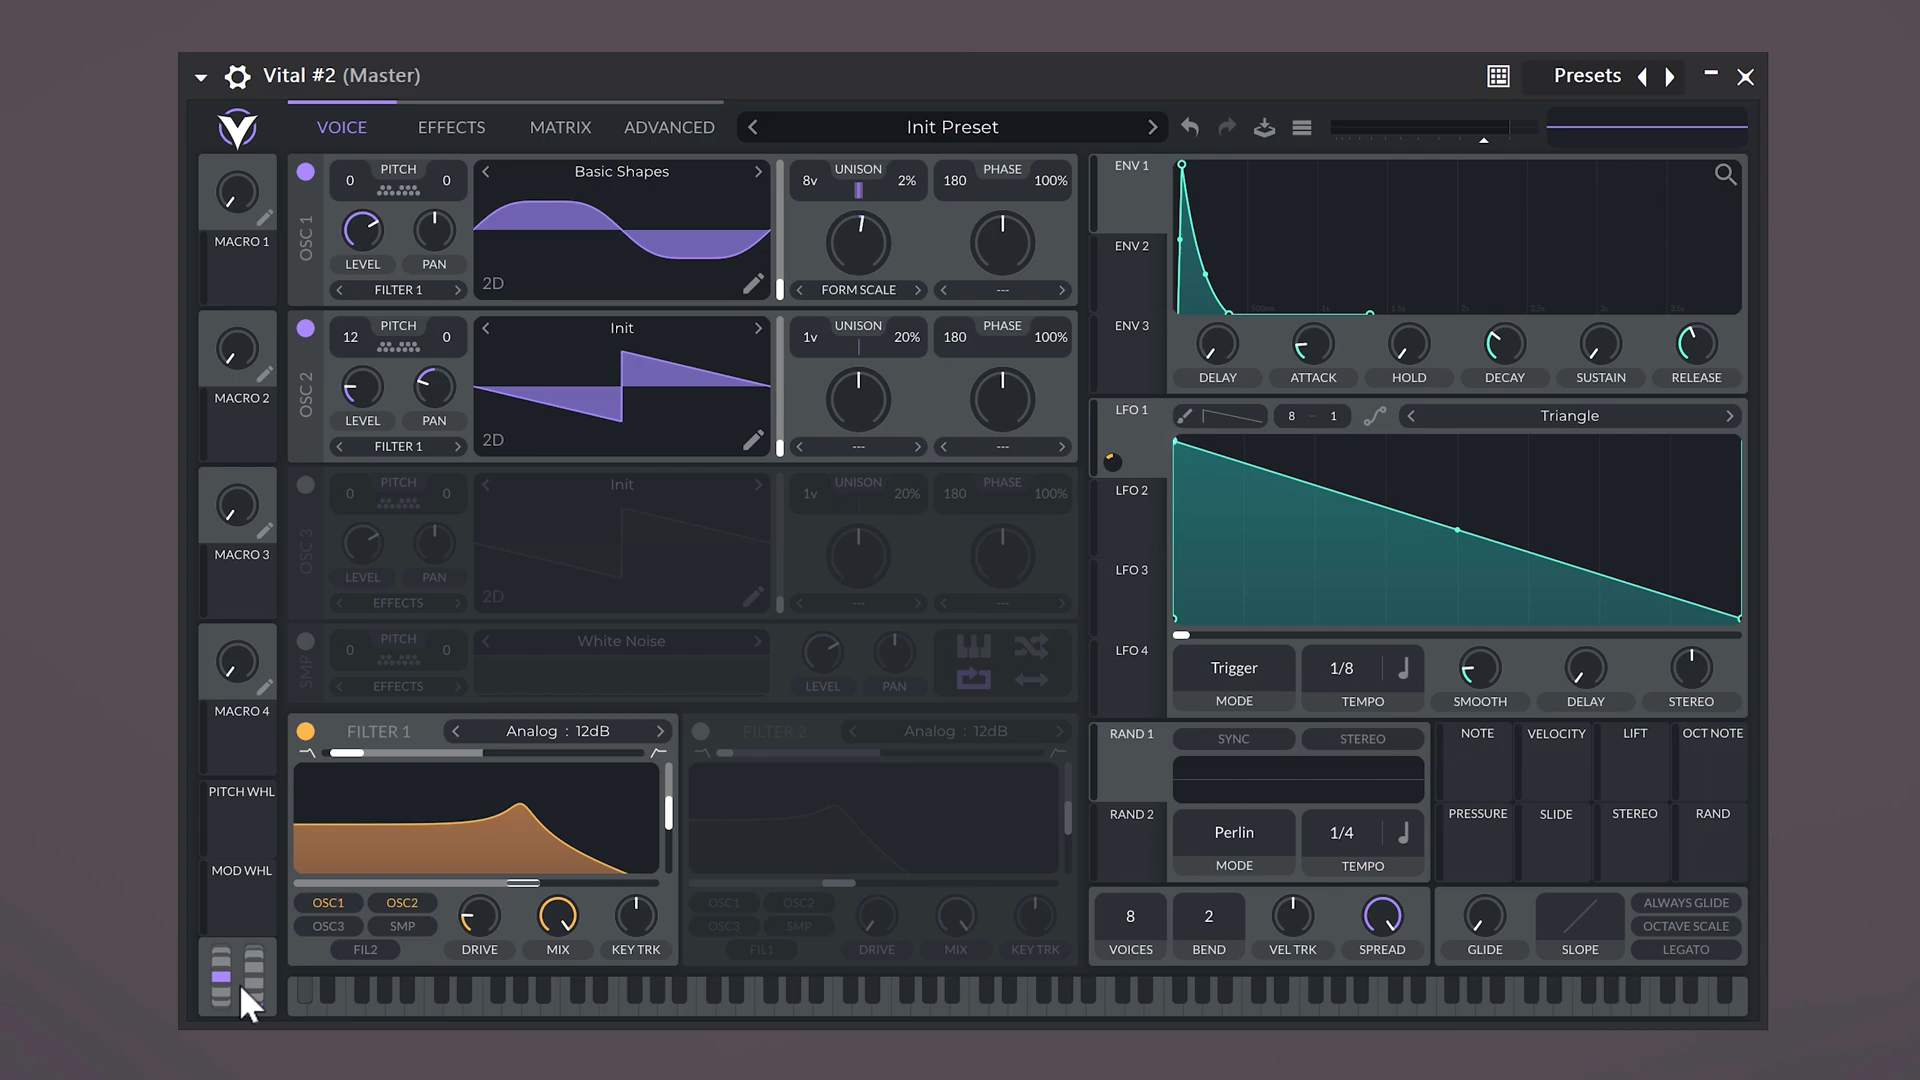 Vital #2 (Master)
Presets
VOICE EFFECTS MATRIX ADVANCED
Init Preset
MACRO 1
MACRO 2
MACRO 3
MACRO 4
PITCH WHL
MOD WHL
OSC 1
0 PITCH 0
LEVEL PAN
FILTER 1
Basic Shapes
2D
8v UNISON 2%
FORM SCALE
180 PHASE 100%
---
OSC 2
12 PITCH 0
LEVEL PAN
FILTER 1
Init
2D
1v UNISON 20%
---
180 PHASE 100%
---
OSC 3
0 PITCH 0
LEVEL PAN
EFFECTS
Init
2D
1v UNISON 20%
---
180 PHASE 100%
---
SMP
0 PITCH 0
EFFECTS
White Noise
LEVEL PAN
FILTER 1
Analog : 12dB
OSC1 OSC2
OSC3 SMP
FIL2
DRIVE MIX KEY TRK
FILTER 2
Analog : 12dB
OSC1 OSC2
OSC3 SMP
FIL1
DRIVE MIX KEY TRK
ENV 1
ENV 2
ENV 3
DELAY ATTACK HOLD DECAY SUSTAIN RELEASE
LFO 1
LFO 2
LFO 3
LFO 4
8 - 1
Triangle
Trigger
MODE
1/8
TEMPO
SMOOTH DELAY STEREO
RAND 1
RAND 2
SYNC STEREO
Perlin
MODE
1/4
TEMPO
NOTE VELOCITY LIFT OCT NOTE
PRESSURE SLIDE STEREO RAND
8
VOICES
2
BEND
VEL TRK
SPREAD
GLIDE
SLOPE
ALWAYS GLIDE
OCTAVE SCALE
LEGATO